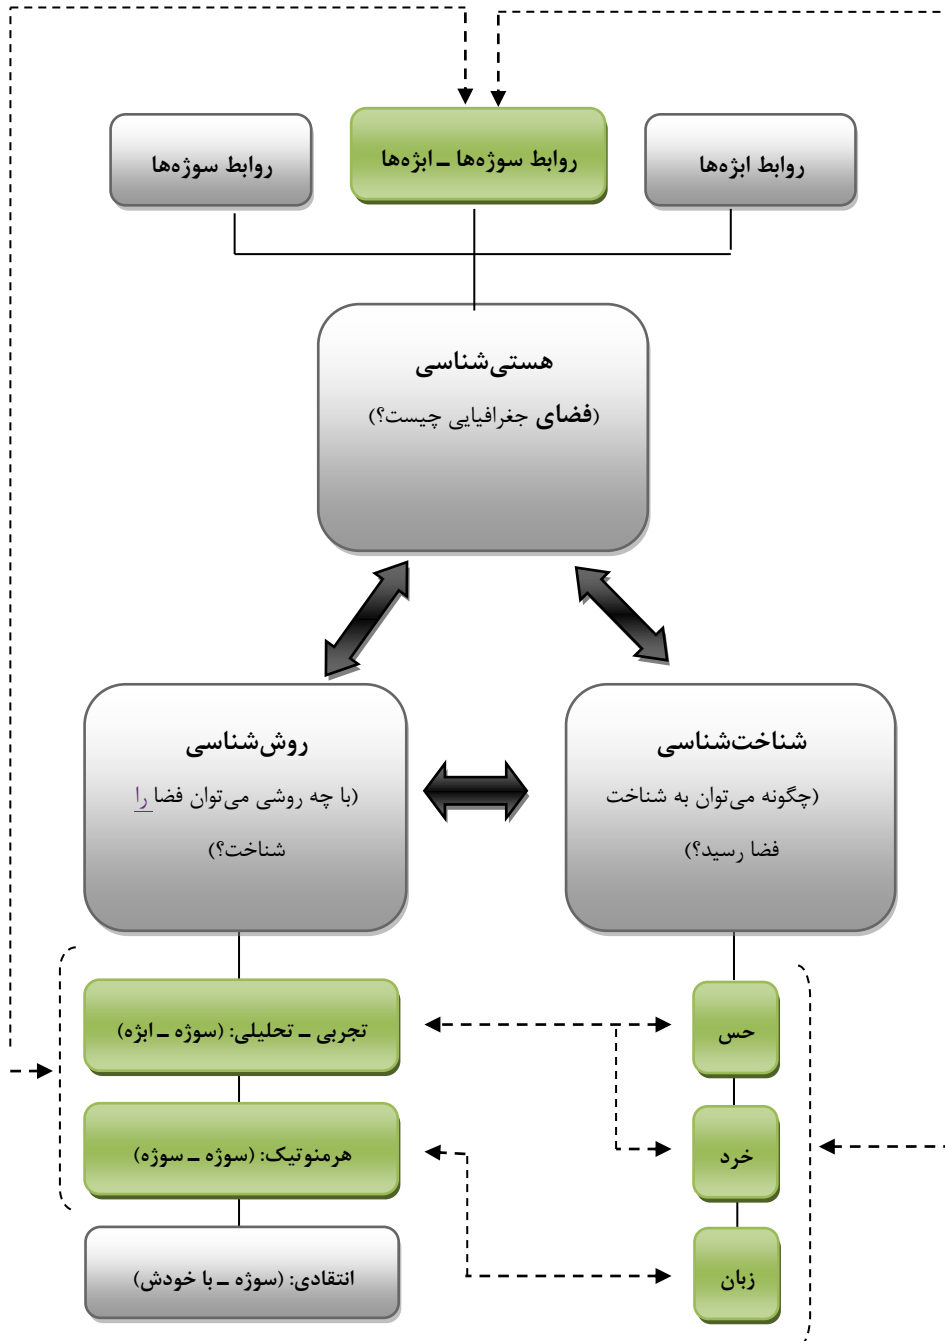 روابط ابژه‌ها
روابط سوژه‌ها ـ ابژه‌ها
روابط سوژه‌ها
هستی‌شناسی
(فضای جغرافیایی چیست؟)
شناخت‌شناسی
(چگونه می‌توان به شناخت
فضا رسید؟)
روش‌شناسی
(با چه روشی می‌توان فضا را
شناخت؟)
حس
خرد
زبان
تجربی ـ تحلیلی: (سوژه ـ ابژه)
هرمنوتیک: (سوژه ـ سوژه)
انتقادی: (سوژه ـ با خودش)